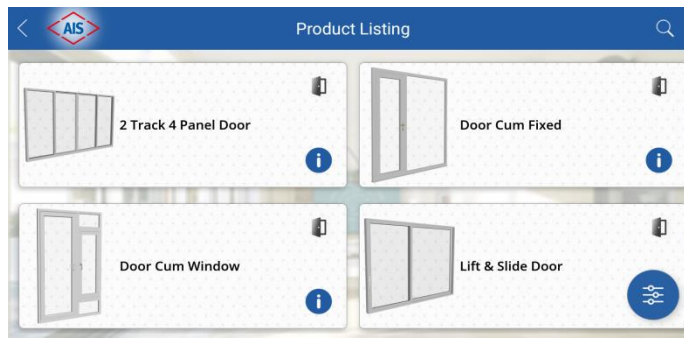 AIS
Product Listing
2 Track 4 Panel Door
i
Door Cum Fixed
i
Door Cum Window
i
Lift & Slide Door